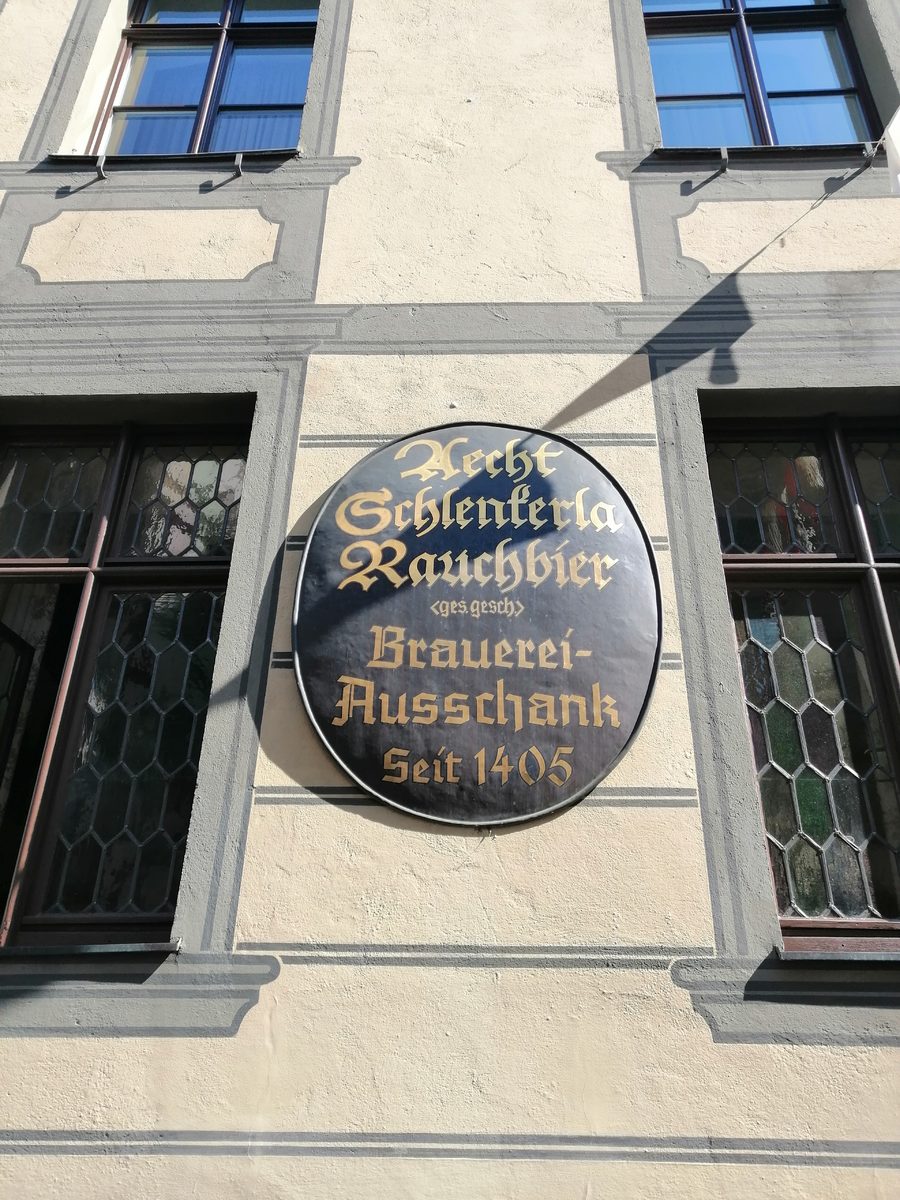 Aecht
Schlenkerla
Rauchbier
<ges.gesch>
Brauerei-
Ausschank
Seit 1405